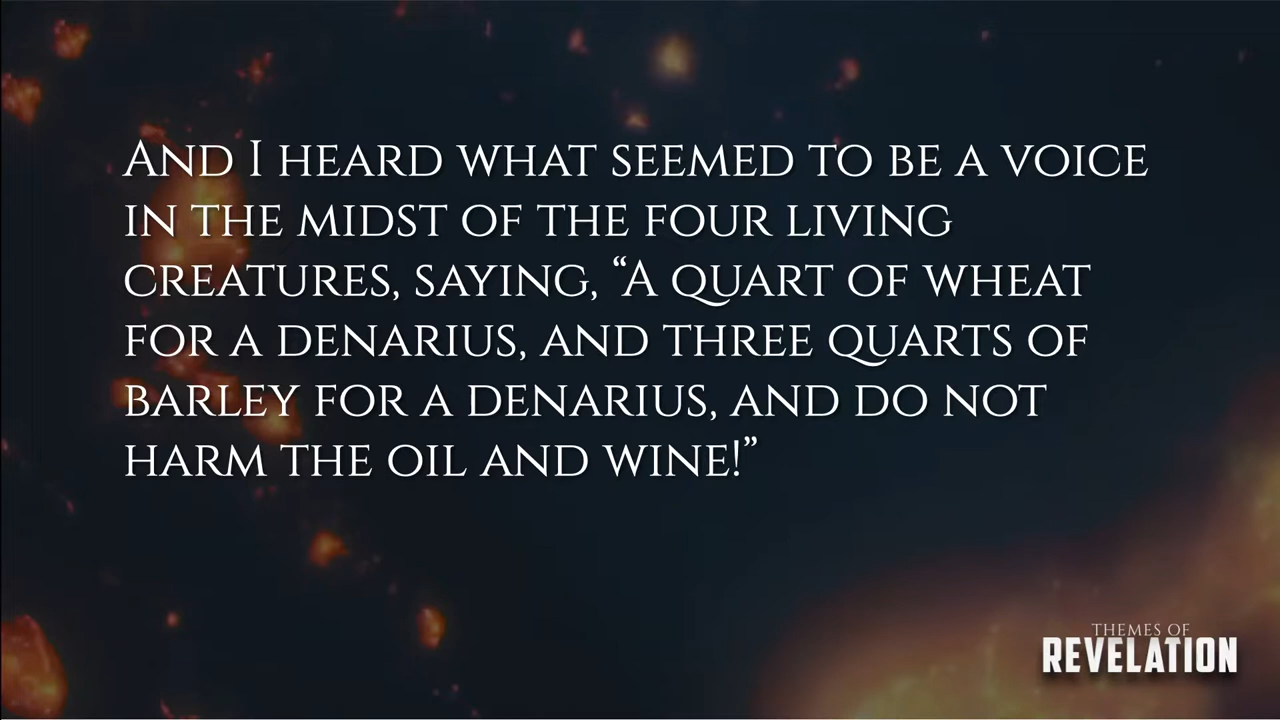 And I heard what seemed to be a voice
in the midst of the four living
creatures, saying, “A quart of wheat
for a denarius, and three quarts of
barley for a denarius, and do not
harm the oil and wine!”
THEMES OF
REVELATION